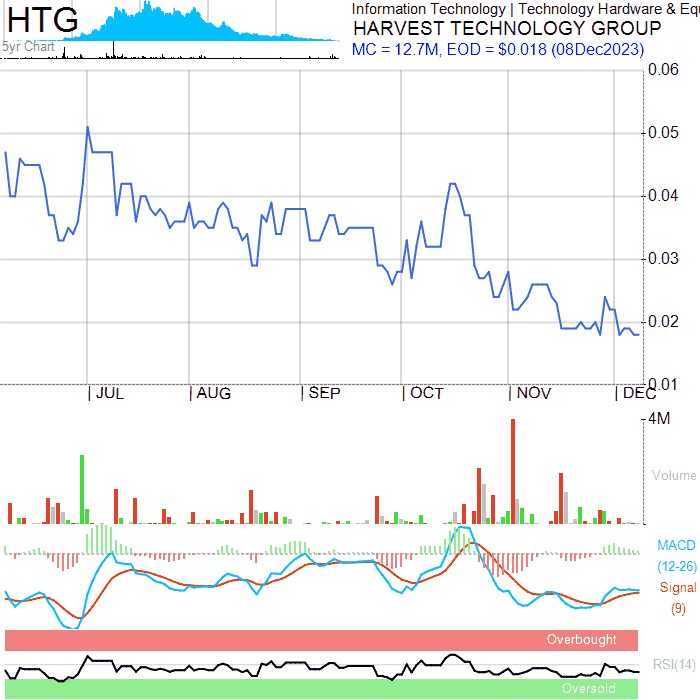 HTG
5yr Chart
Information Technology | Technology Hardware & Equ
HARVEST TECHNOLOGY GROUP
MC = 12.7M, EOD = $0.018 (08Dec2023)
0.06
0.05
0.04
0.03
0.02
0.01
JUL AUG SEP OCT NOV DEC
4M
Volume
MACD
(12-26)
Signal
(9)
Overbought
RSI(14)
Oversold